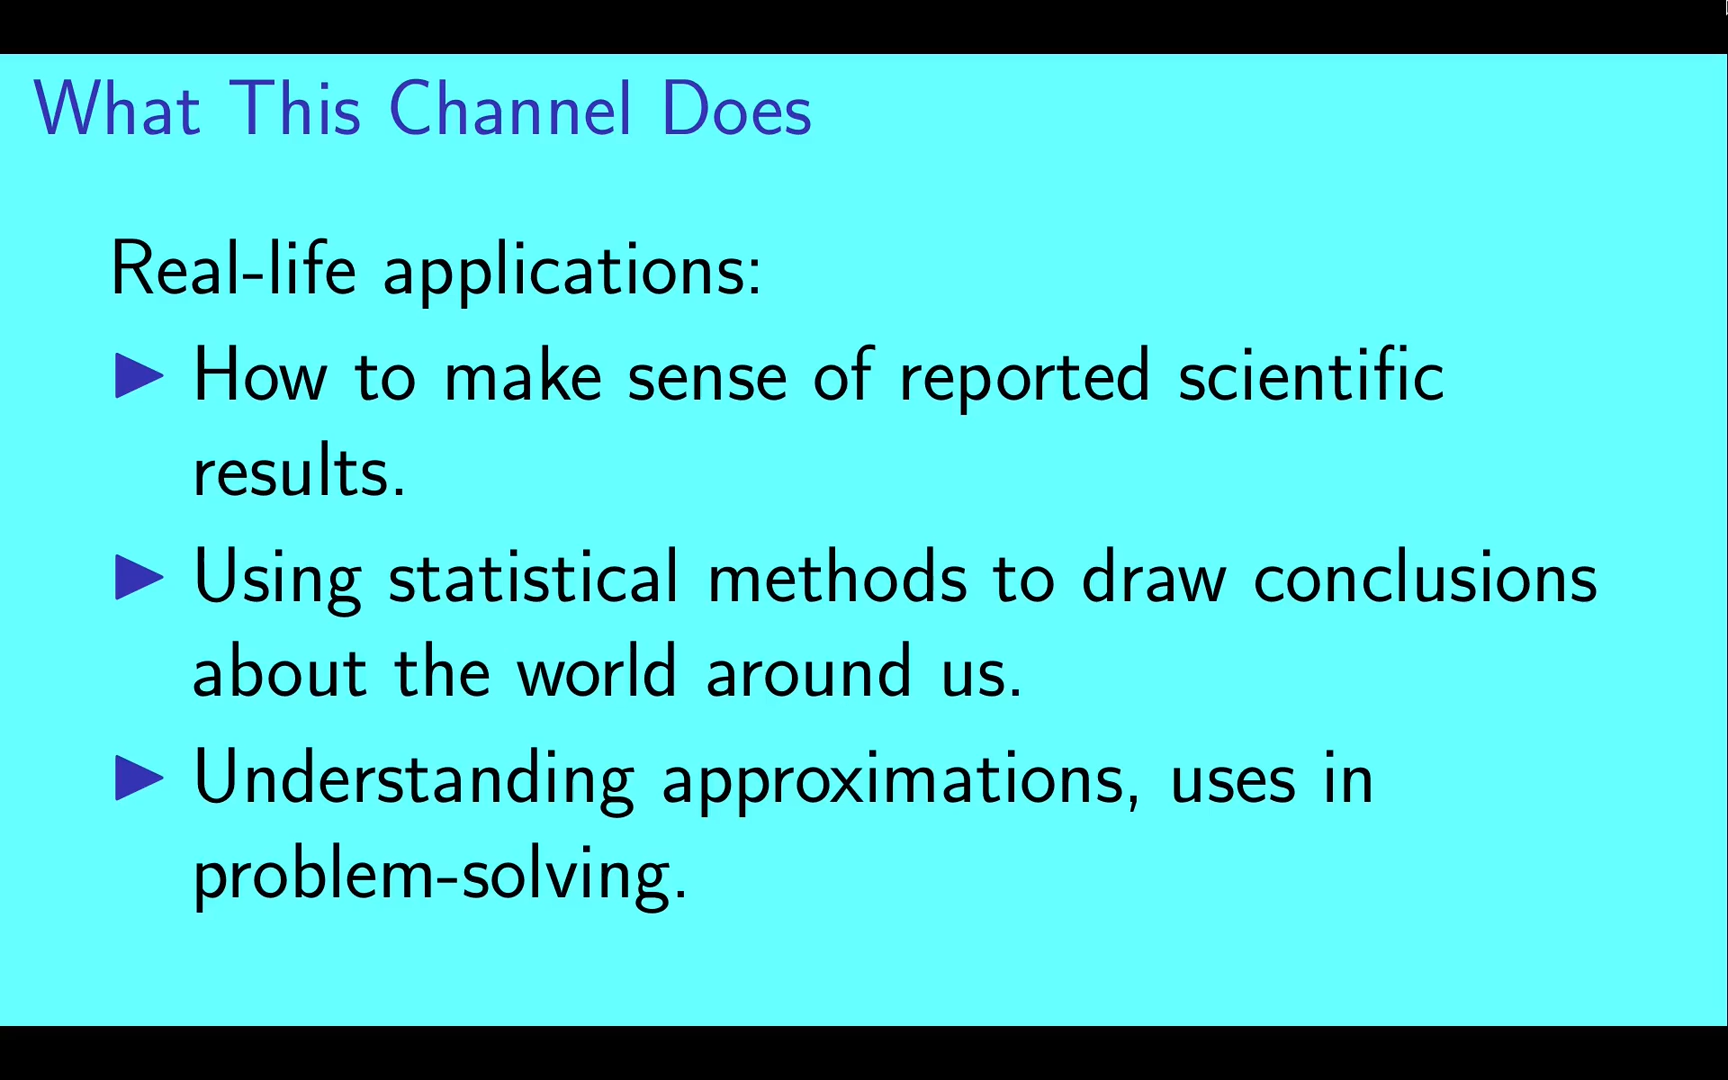 What This Channel Does
Real-life applications:
How to make sense of reported scientific
results.
Using statistical methods to draw conclusions
about the world around us.
Understanding approximations, uses in
problem-solving.